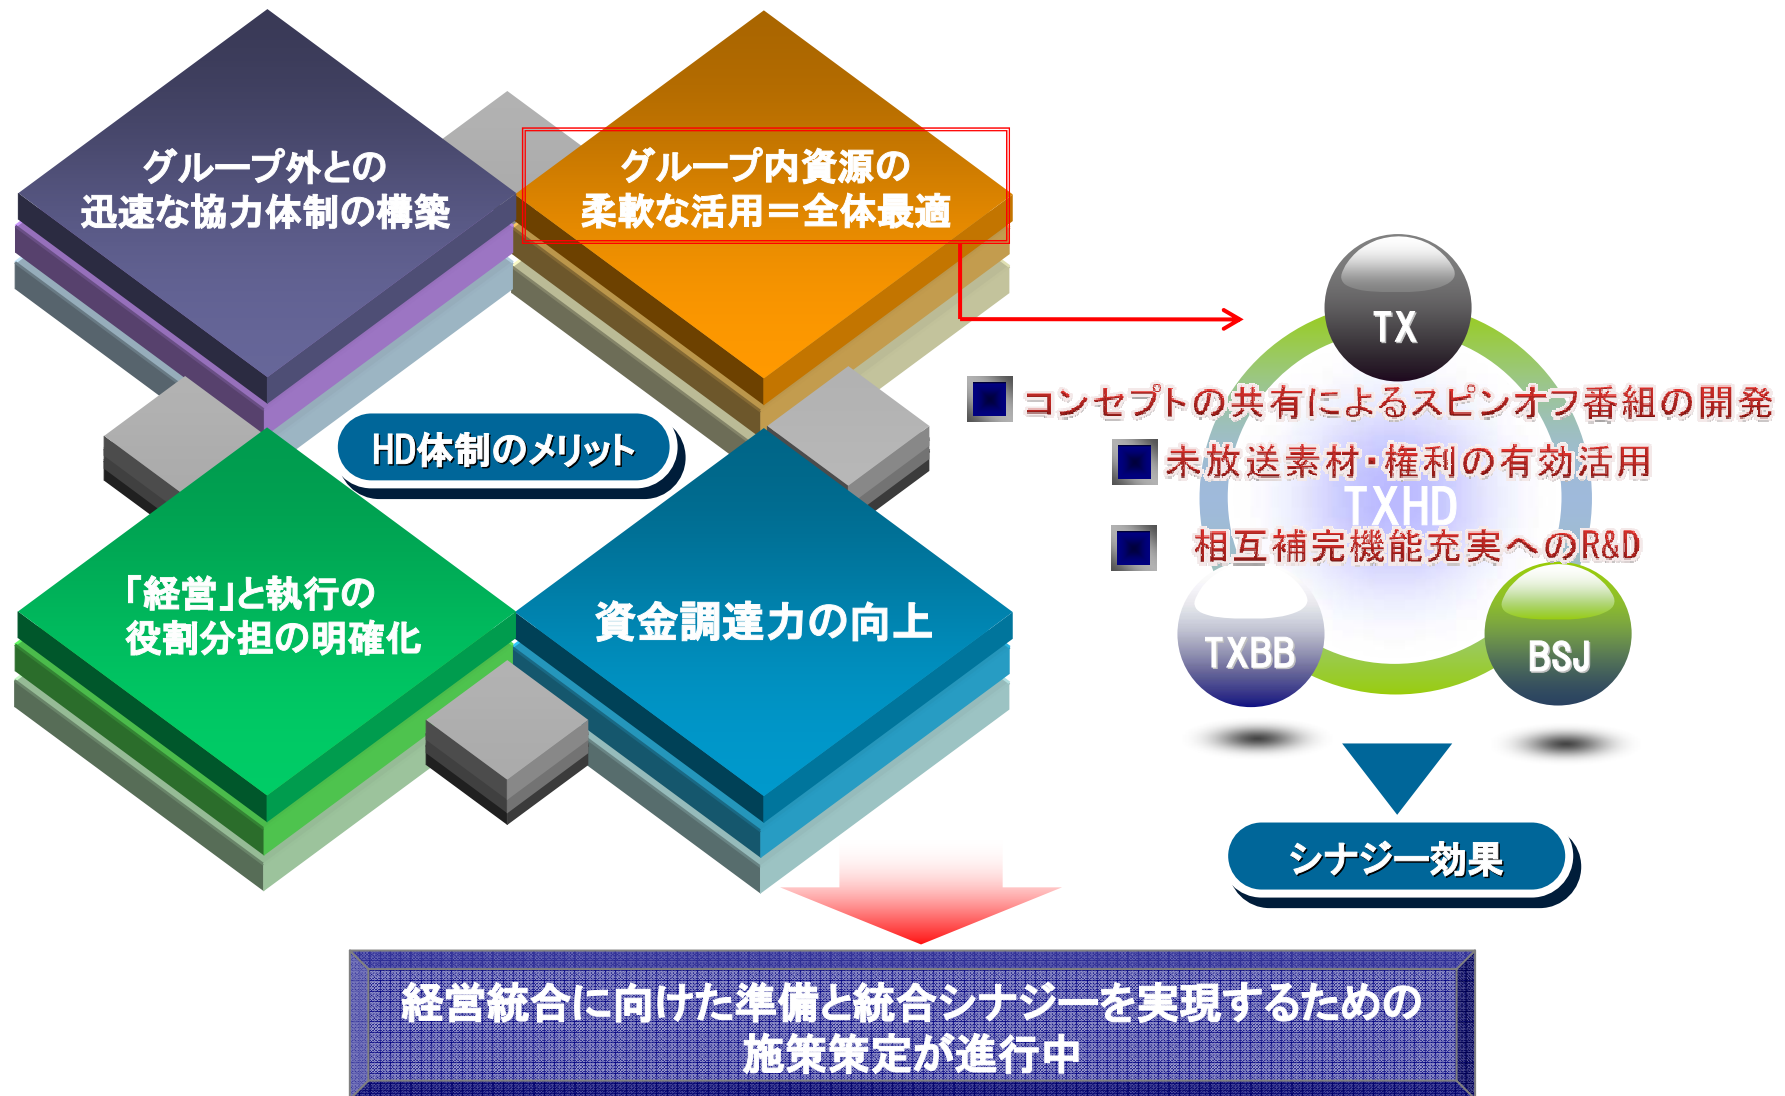 グループ外との
迅速な協力体制の構築
グループ内資源の
柔軟な活用＝全体最適
HD体制のメリット
「経営」と執行の
役割分担の明確化
資金調達力の向上
TX
コンセプトの共有によるスピンオフ番組の開発
未放送素材・権利の有効活用
TXHD
相互補完機能充実へのR&D
TXBB
BSJ
シナジー効果
経営統合に向けた準備と統合シナジーを実現するための
施策策定が進行中